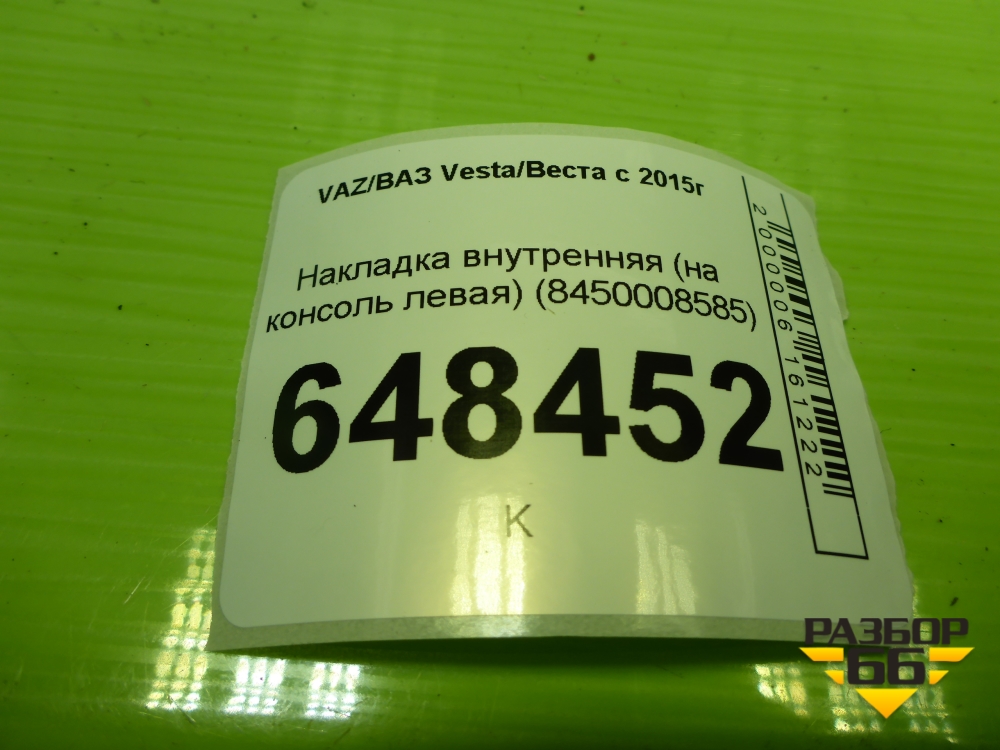 VAZ/ВАЗ Vesta/Веста с 2015г
Накладка внутренняя (на
консоль левая) (8450008585)
648452
К
2000006161222
РАЗБОР
66